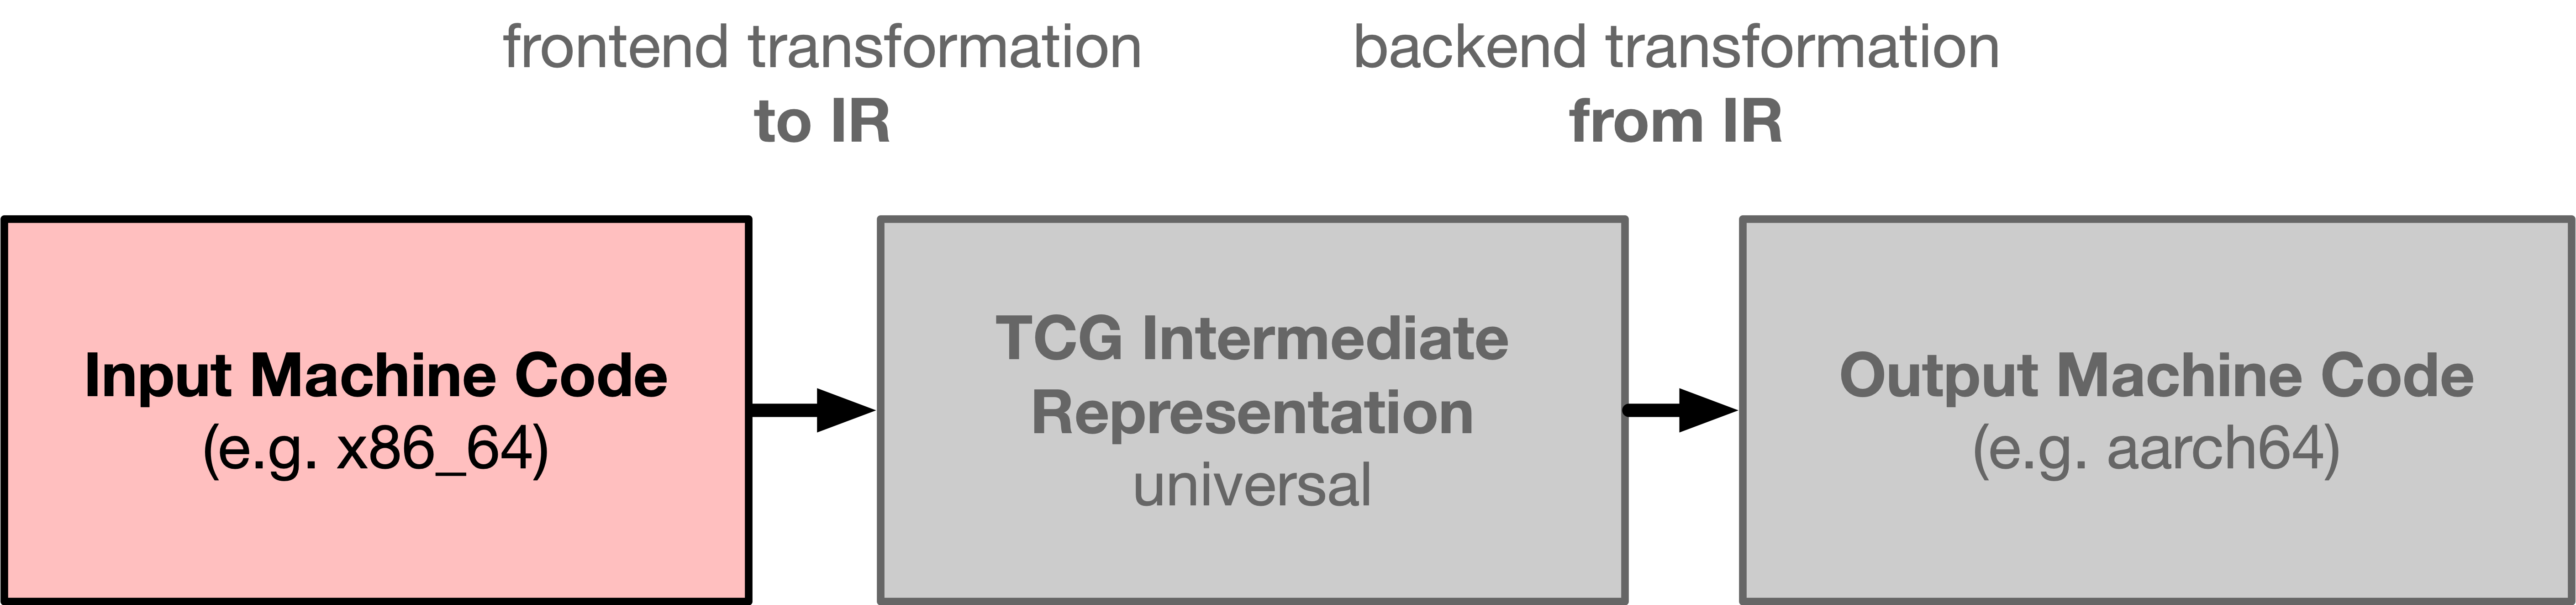 frontend transformation
to IR
backend transformation
from IR
Input Machine Code
(e.g. x86_64)
TCG Intermediate
Representation
universal
Output Machine Code
(e.g. aarch64)